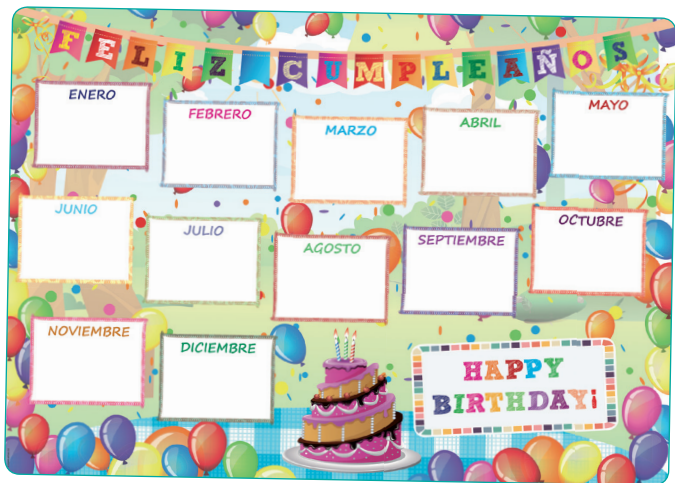 FELIZ CUMPLEAÑOS
ENERO
FEBRERO
MARZO
ABRIL
MAYO
JUNIO
JULIO
AGOSTO
SEPTIEMBRE
OCTUBRE
NOVIEMBRE
DICIEMBRE
HAPPY
BIRTHDAY¡